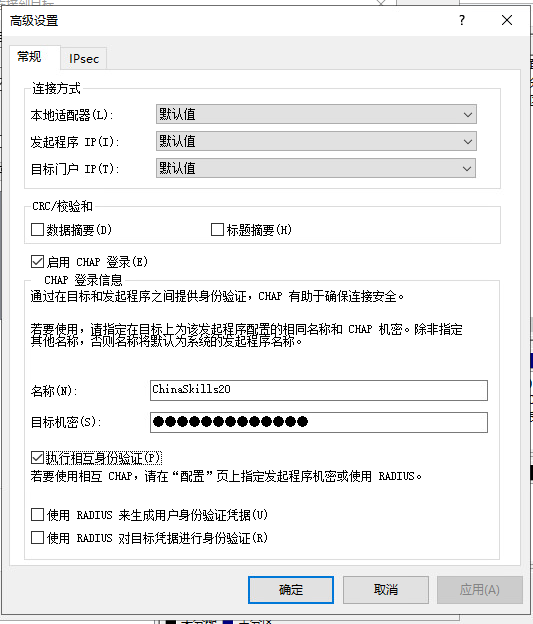 高级设置
常规
IPsec
连接方式
本地适配器(L):
默认值
发起程序 IP(I):
默认值
目标门户 IP(T):
默认值
CRC/校验和
数据摘要(D)
标题摘要(H)
启用 CHAP 登录(E)
CHAP 登录信息
通过在目标和发起程序之间提供身份验证，CHAP 有助于确保连接安全。
若要使用，请指定在目标上为该发起程序配置的相同名称和 CHAP 机密。除非指定
其他名称，否则名称将默认为系统的发起程序名称。
名称(N):
ChinaSkills20
目标机密(S):
●●●●●●●●●●●●●
执行相互身份验证(P)
若要使用相互 CHAP，请在“配置”页上指定发起程序机密或使用 RADIUS。
使用 RADIUS 来生成用户身份验证凭据(U)
使用 RADIUS 对目标凭据进行身份验证(R)
确定
取消
应用(A)